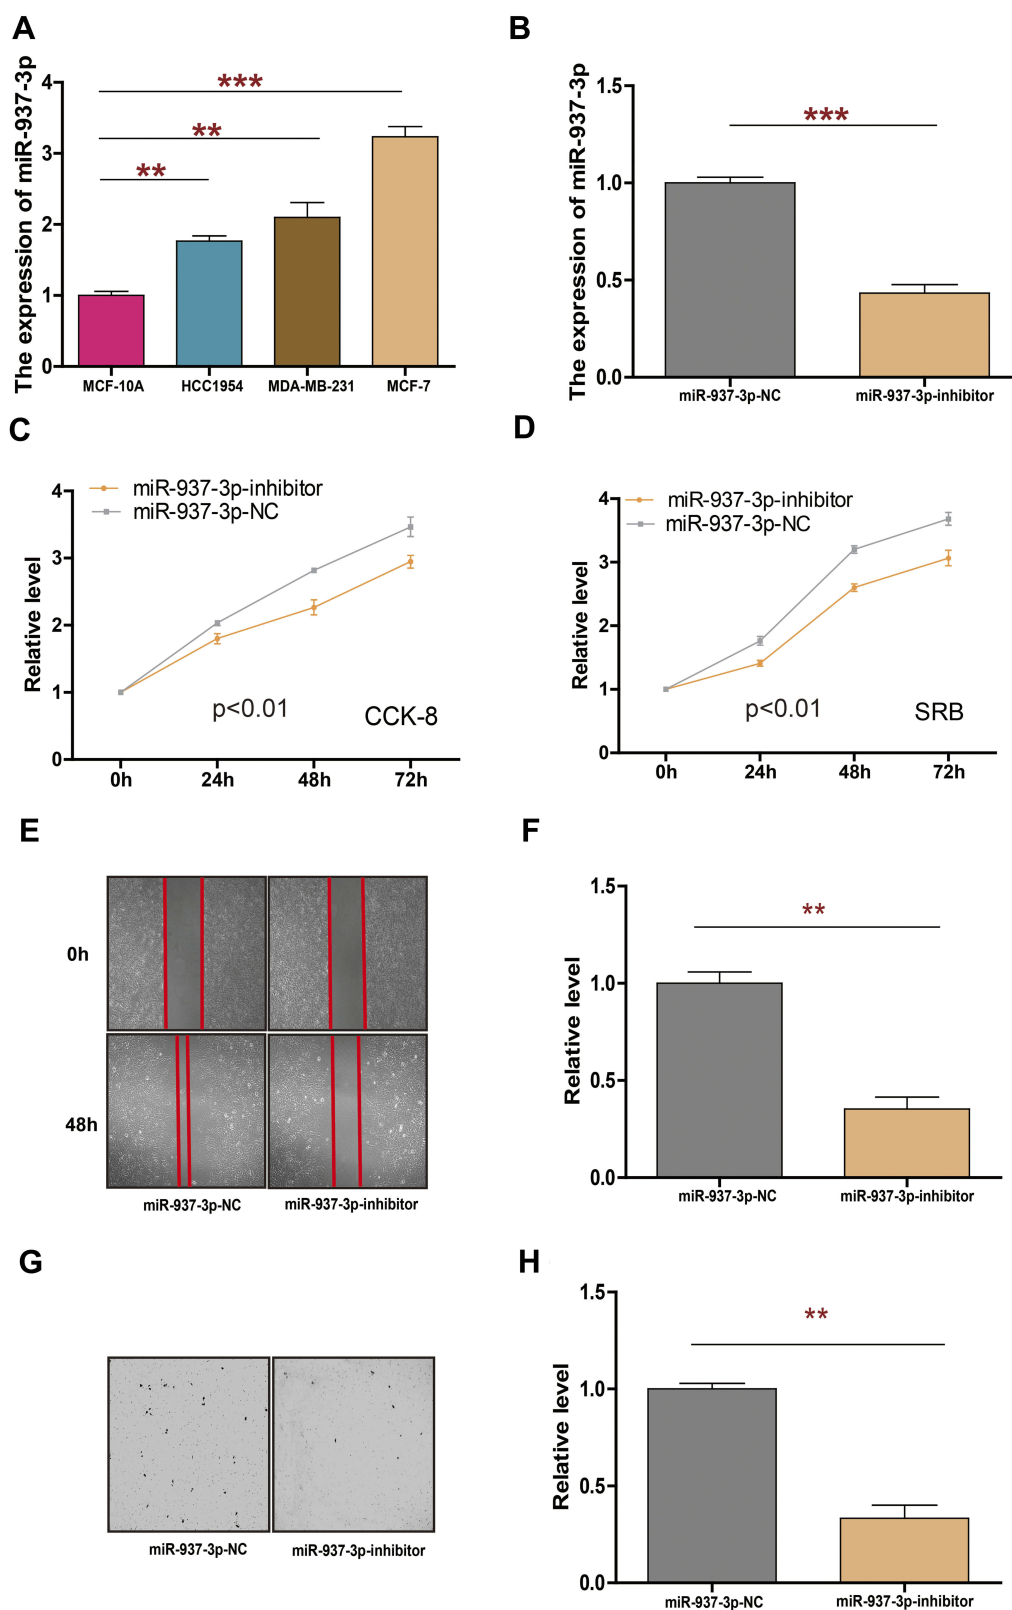 A
The expression of miR-937-3p
4
3
2
1
0
***
**
**
MCF-10A HCC1954 MDA-MB-231 MCF-7
B
The expression of miR-937-3p
1.5
1.0
0.5
0.0
***
miR-937-3p-NC miR-937-3p-inhibitor
C
miR-937-3p-inhibitor
miR-937-3p-NC
Relative level
4
3
2
1
0
p<0.01
CCK-8
0h 24h 48h 72h
D
miR-937-3p-inhibitor
miR-937-3p-NC
Relative level
4
3
2
1
0
p<0.01
SRB
0h 24h 48h 72h
E
0h
48h
miR-937-3p-NC miR-937-3p-inhibitor
F
Relative level
1.5
1.0
0.5
0.0
**
miR-937-3p-NC miR-937-3p-inhibitor
G
miR-937-3p-NC miR-937-3p-inhibitor
H
Relative level
1.5
1.0
0.5
0.0
**
miR-937-3p-NC miR-937-3p-inhibitor